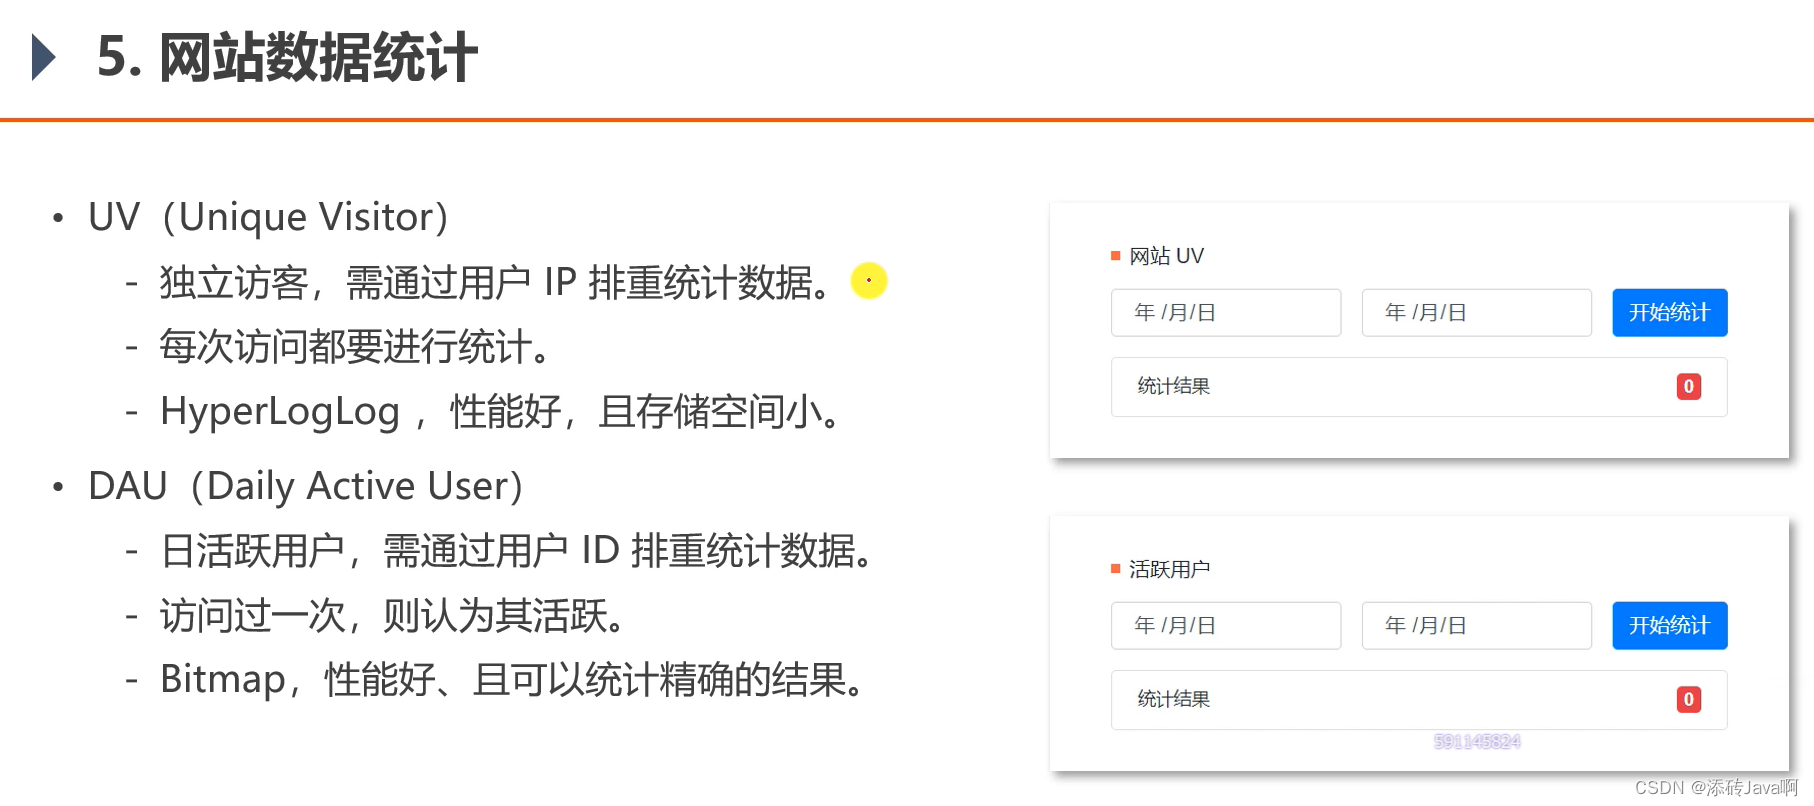 5. 网站数据统计
• UV（Unique Visitor）
- 独立访客，需通过用户 IP 排重统计数据。
- 每次访问都要进行统计。
- HyperLogLog ，性能好，且存储空间小。
• DAU（Daily Active User）
- 日活跃用户，需通过用户 ID 排重统计数据。
- 访问过一次，则认为其活跃。
- Bitmap，性能好、且可以统计精确的结果。
网站 UV
年 /月/日 年 /月/日 开始统计
统计结果 0
活跃用户
年 /月/日 年 /月/日 开始统计
统计结果 0
591145824
CSDN @添砖Java啊